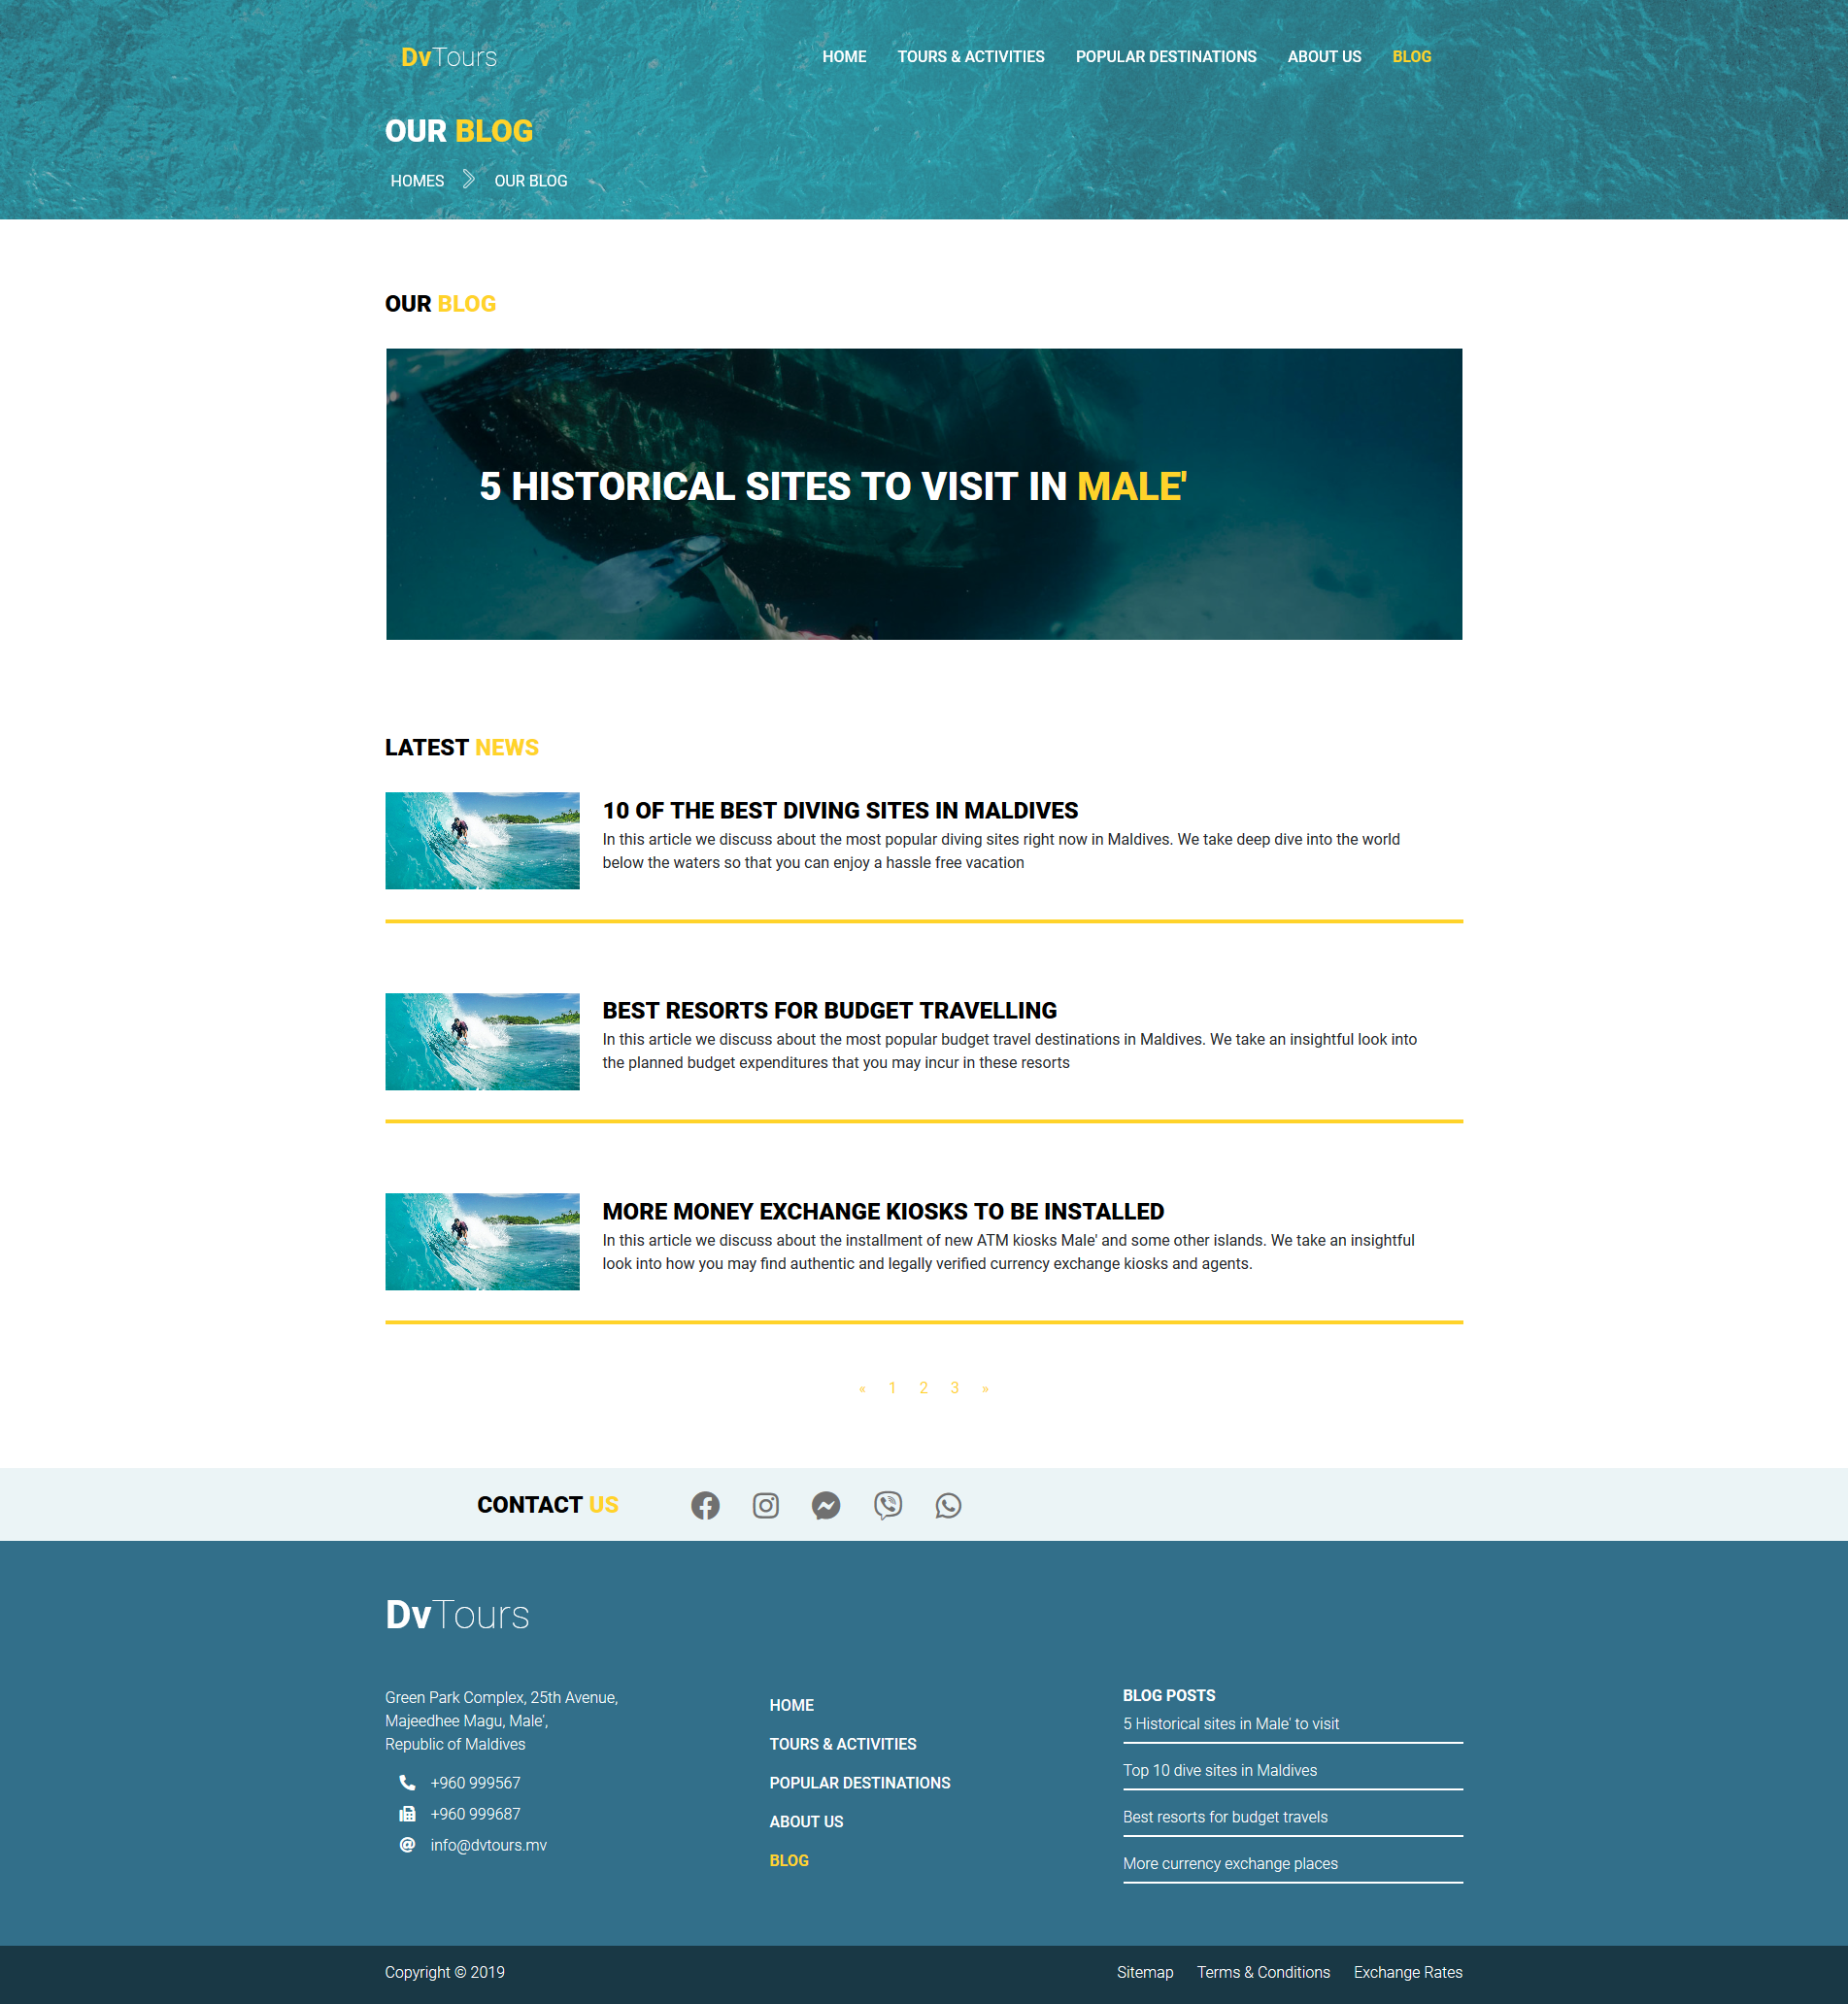 DvTours
HOME TOURS & ACTIVITIES POPULAR DESTINATIONS ABOUT US BLOG
OUR BLOG
HOMES OUR BLOG
OUR BLOG
5 HISTORICAL SITES TO VISIT IN MALE'
LATEST NEWS
10 OF THE BEST DIVING SITES IN MALDIVES
In this article we discuss about the most popular diving sites right now in Maldives. We take deep dive into the world
below the waters so that you can enjoy a hassle free vacation
BEST RESORTS FOR BUDGET TRAVELLING
In this article we discuss about the most popular budget travel destinations in Maldives. We take an insightful look into
the planned budget expenditures that you may incur in these resorts
MORE MONEY EXCHANGE KIOSKS TO BE INSTALLED
In this article we discuss about the installment of new ATM kiosks Male' and some other islands. We take an insightful
look into how you may find authentic and legally verified currency exchange kiosks and agents.
« 1 2 3 »
CONTACT US
DvTours
Green Park Complex, 25th Avenue,
Majeedhee Magu, Male',
Republic of Maldives
+960 999567
+960 999687
info@dvtours.mv
HOME
TOURS & ACTIVITIES
POPULAR DESTINATIONS
ABOUT US
BLOG
BLOG POSTS
5 Historical sites in Male' to visit
Top 10 dive sites in Maldives
Best resorts for budget travels
More currency exchange places
Copyright © 2019
Sitemap Terms & Conditions Exchange Rates